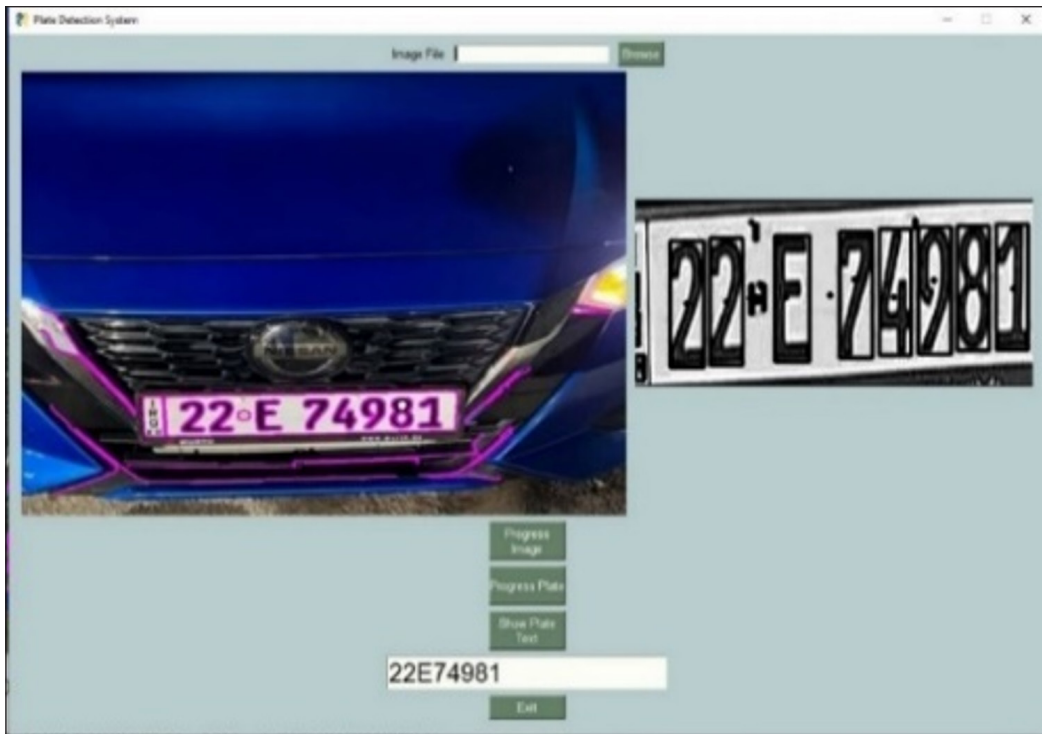 Plate Detection System
Image File
Browse
NISSAN
22 E 74981
22 E 74981
Progress
Image
Progress Plate
Show Plate
Text
22E74981
Exit